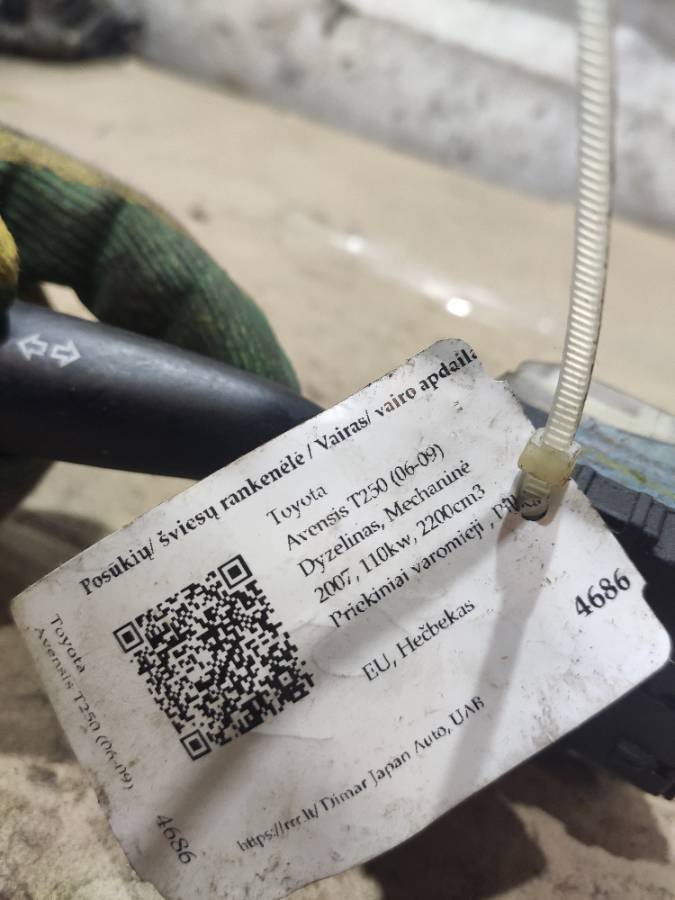 Posūkių/ šviesų rankenėlė / Vairas/ vairo apdaila
Toyota
Avensis T250 (06-09)
Dyzelinas, Mechaninė
2007, 110kw, 2200cm3
Priekiniai varomieji ,
EU, Hečbekas
4686
https://rrr.lt/ Dimar Japan Auto, UAB
Toyota
Avensis T250 (06-09)
4686